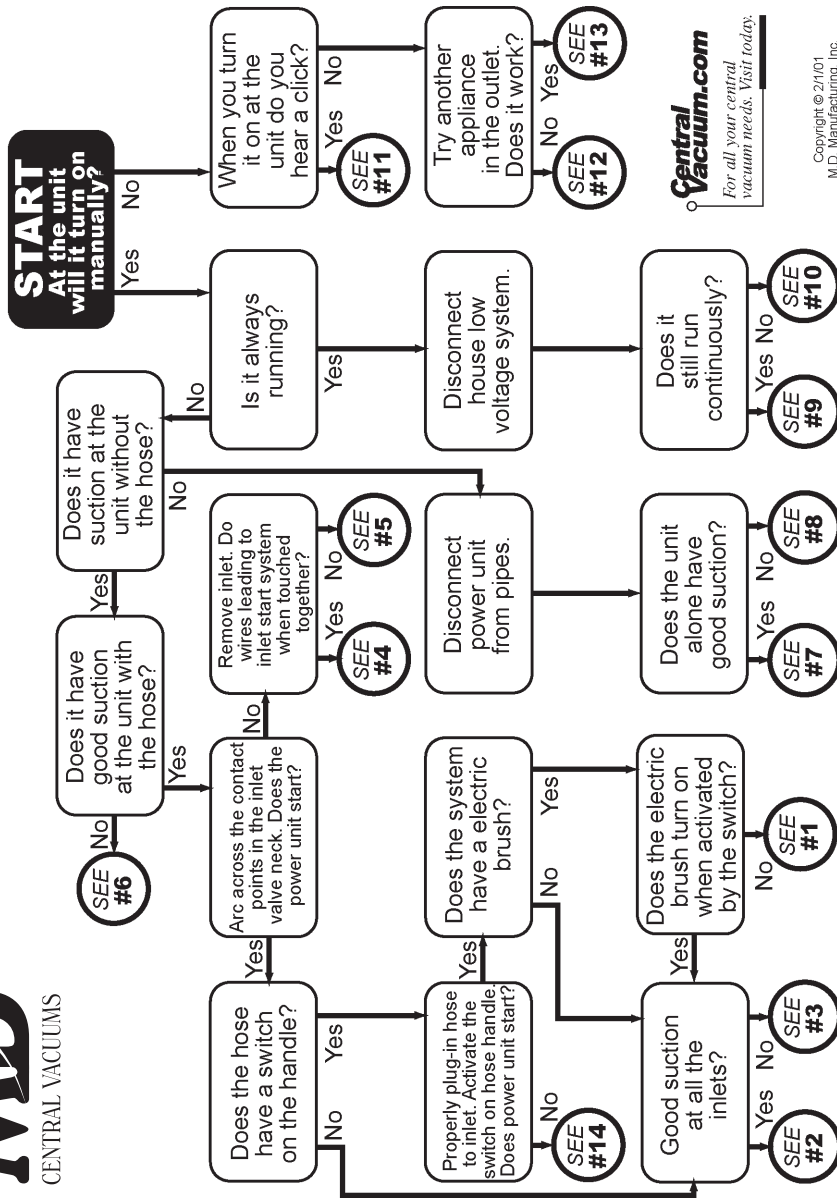 CENTRAL VACUUMS
START
At the unit
will it turn on
manually?
Yes
No
When you turn
it on at the
unit do you
hear a click?
Yes
No
SEE
#11
Try another
appliance
in the outlet.
Does it work?
No
Yes
SEE
#12
SEE
#13
Is it always
running?
No
Yes
Disconnect
house low
voltage system.
Does it
still run
continuously?
Yes
No
SEE
#9
SEE
#10
Does it have
suction at the
unit without
the hose?
Yes
No
Disconnect
power unit
from pipes.
Does the unit
alone have
good suction?
Yes
No
SEE
#7
SEE
#8
Does it have
good suction
at the unit with
the hose?
No
Yes
SEE
#6
Arc across the contact
points in the inlet
valve neck. Does the
power unit start?
Yes
No
Remove inlet. Do
wires leading to
inlet start system
when touched
together?
Yes
No
SEE
#4
SEE
#5
Does the hose
have a switch
on the handle?
No
Yes
Properly plug-in hose
to inlet. Activate the
switch on hose handle.
Does power unit start?
No
Yes
SEE
#14
Does the system
have a electric
brush?
No
Yes
Does the electric
brush turn on
when activated
by the switch?
Yes
No
SEE
#1
Good suction
at all the
inlets?
Yes
No
SEE
#2
SEE
#3
Central
Vacuum.com
For all your central
vacuum needs. Visit today.
Copyright © 2/1/01
M.D. Manufacturing, Inc.